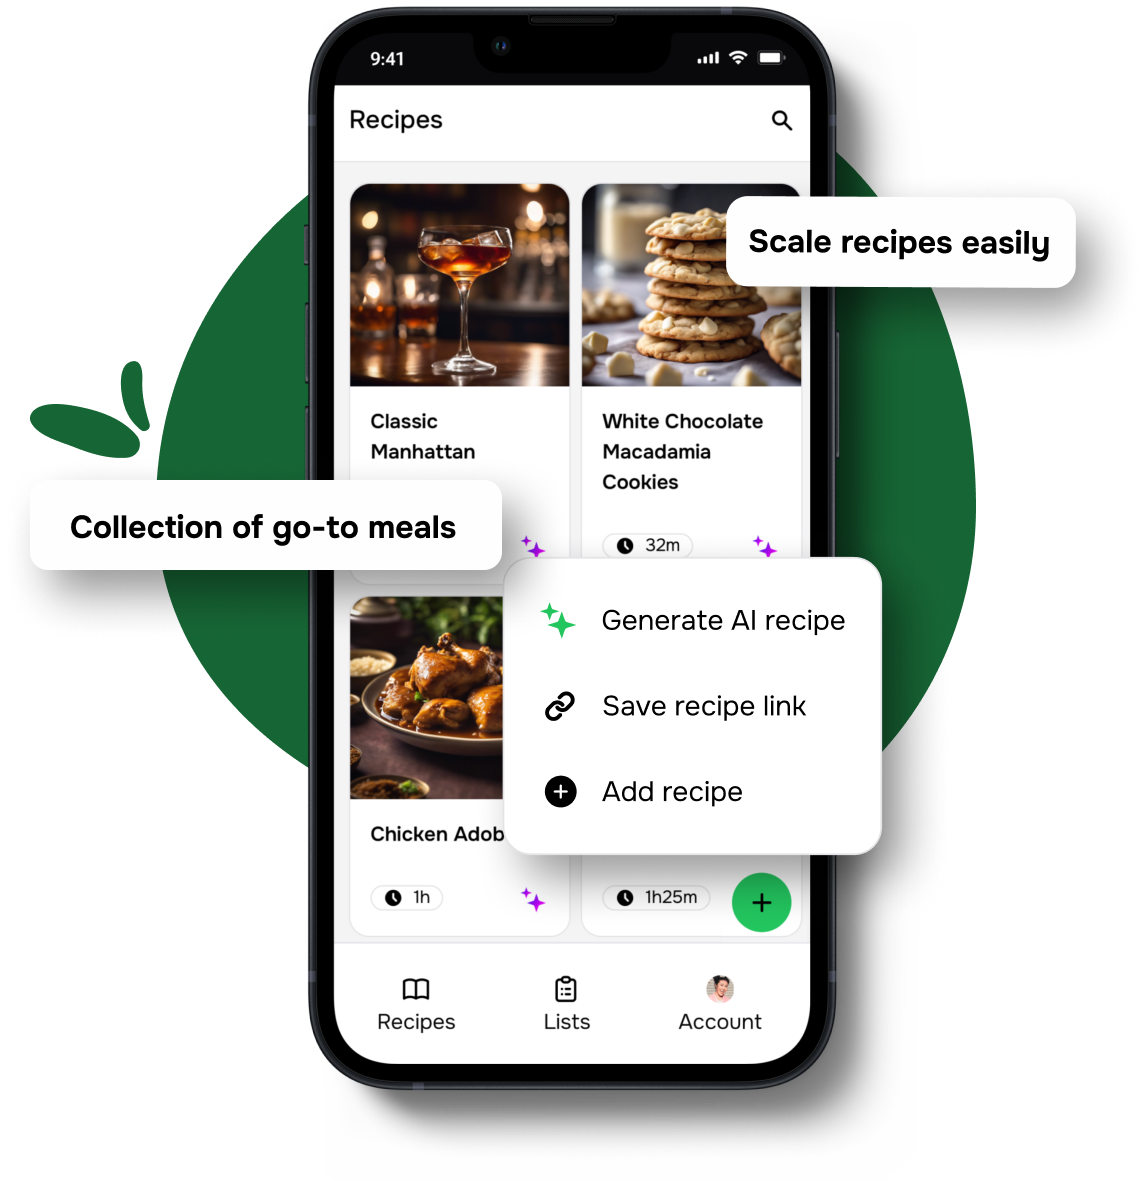 9:41
Recipes
Scale recipes easily
Classic
Manhattan
White Chocolate
Macadamia
Cookies
Collection of go-to meals
32m
Generate AI recipe
Save recipe link
Add recipe
Chicken Adob
1h
1h25m
Recipes
Lists
Account